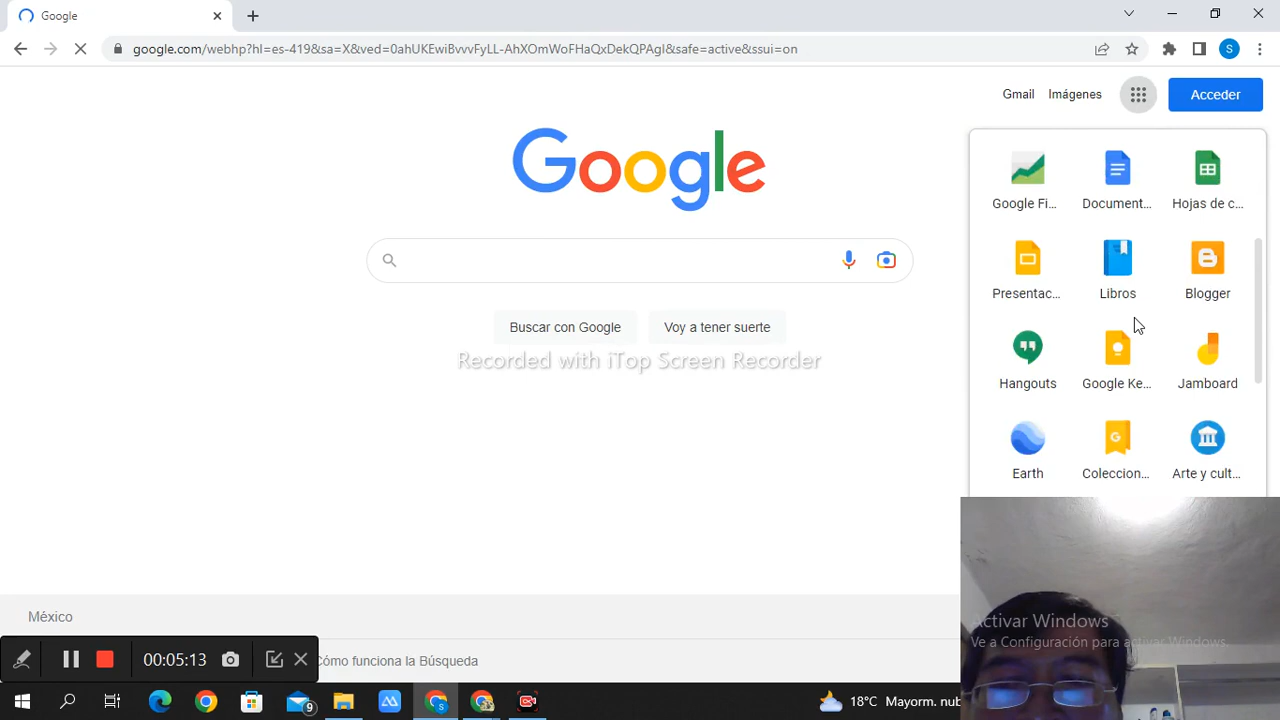 Google
google.com/webhp?hl=es-419&sa=X&ved=0ahUKEwiBvvvFyLL-AhXOmWoFHaQxDekQPAgI&safe=active&ssui=on
S
Gmail Imágenes Acceder
Google
Google Fi... Document... Hojas de c...
Presentac... Libros Blogger
Hangouts Google Ke... Jamboard
Earth Coleccion... Arte y cult...
Buscar con Google Voy a tener suerte
Recorded with iTop Screen Recorder
México
Activar Windows
Ve a Configuración para activar Windows.
00:05:13
Cómo funciona la Búsqueda
9
S
18°C Mayorm. nub